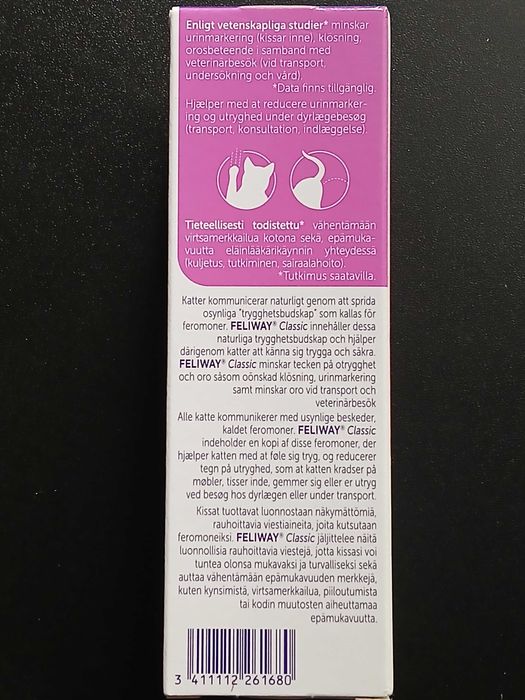 Enligt vetenskapliga studier* minskar
urinmarkering (kissar inne), klösning,
orosbeteende i samband med
veterinärbesök (vid transport,
undersökning och vård).
*Data finns tillgänglig.
Hjælper med at reducere urinmarker-
ing og utryghed under dyrlægebesøg
(transport, konsultation, indlæggelse).
Tieteellisesti todistettu* vähentämään
virtsamerkkailua kotona sekä, epämuka-
vuutta eläinlääkärikäynnin yhteydessä
(kuljetus, tutkiminen, sairaalahoito).
*Tutkimus saatavilla.
Katter kommunicerar naturligt genom att sprida
osynliga "trygghetsbudskap" som kallas för
feromoner. FELIWAY® Classic innehåller dessa
naturliga trygghetsbudskap och hjälper
därigenom katter att känna sig trygga och säkra.
FELIWAY® Classic minskar tecken på otrygghet
och oro såsom oönskad klösning, urinmarkering
samt minskar oro vid transport och
veterinärbesök
Alle katte kommunikerer med usynlige beskeder,
kaldet feromoner. FELIWAY® Classic
indeholder en kopi af disse feromoner, der
hjælper katten med at føle sig tryg, og reducerer
tegn på utryghed, som at katten kradser på
møbler, tisser inde, gemmer sig eller er utryg
ved besøg hos dyrlægen eller under transport.
Kissat tuottavat luonnostaan näkymättömiä,
rauhoittavia viestiaineita, joita kutsutaan
feromoneiksi. FELIWAY® Classic jäljittelee näitä
luonnollisia rauhoittavia viestejä, jotta kissasi voi
tuntea olonsa mukavaksi ja turvalliseksi sekä
auttaa vähentämään epämukavuuden merkkejä,
kuten kynsimistä, virtsamerkkailua, piiloutumista
tai kodin muutosten aiheuttamaa
epämukavuutta.
3 411112 261680